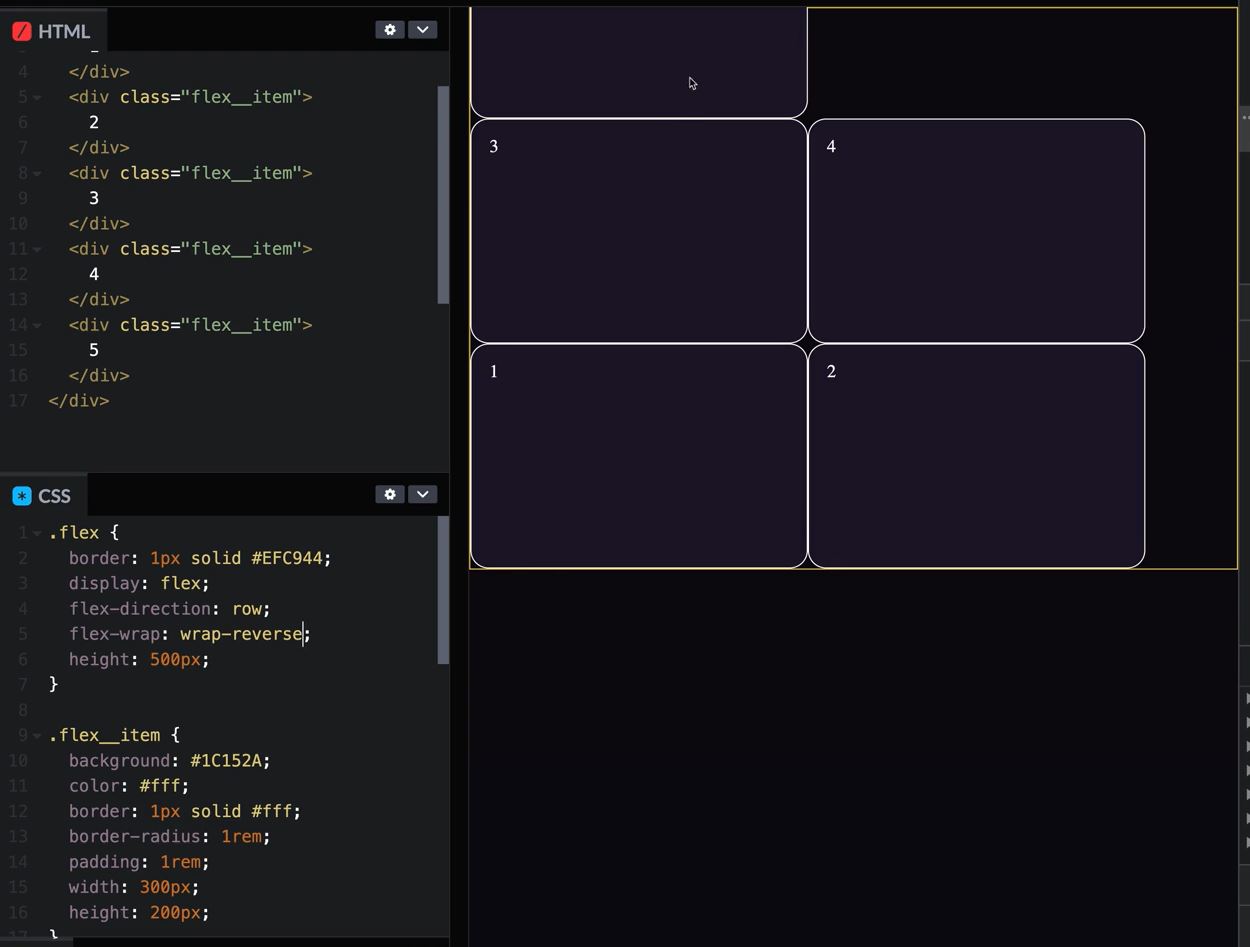 HTML
4 </div>
5 <div class="flex__item">
6 2
7 </div>
8 <div class="flex__item">
9 3
10 </div>
11 <div class="flex__item">
12 4
13 </div>
14 <div class="flex__item">
15 5
16 </div>
17 </div>
CSS
1 .flex {
2 border: 1px solid #EFC944;
3 display: flex;
4 flex-direction: row;
5 flex-wrap: wrap-reverse;
6 height: 500px;
7 }
8
9 .flex__item {
10 background: #1C152A;
11 color: #fff;
12 border: 1px solid #fff;
13 border-radius: 1rem;
14 padding: 1rem;
15 width: 300px;
16 height: 200px;
17 }
3
4
1
2